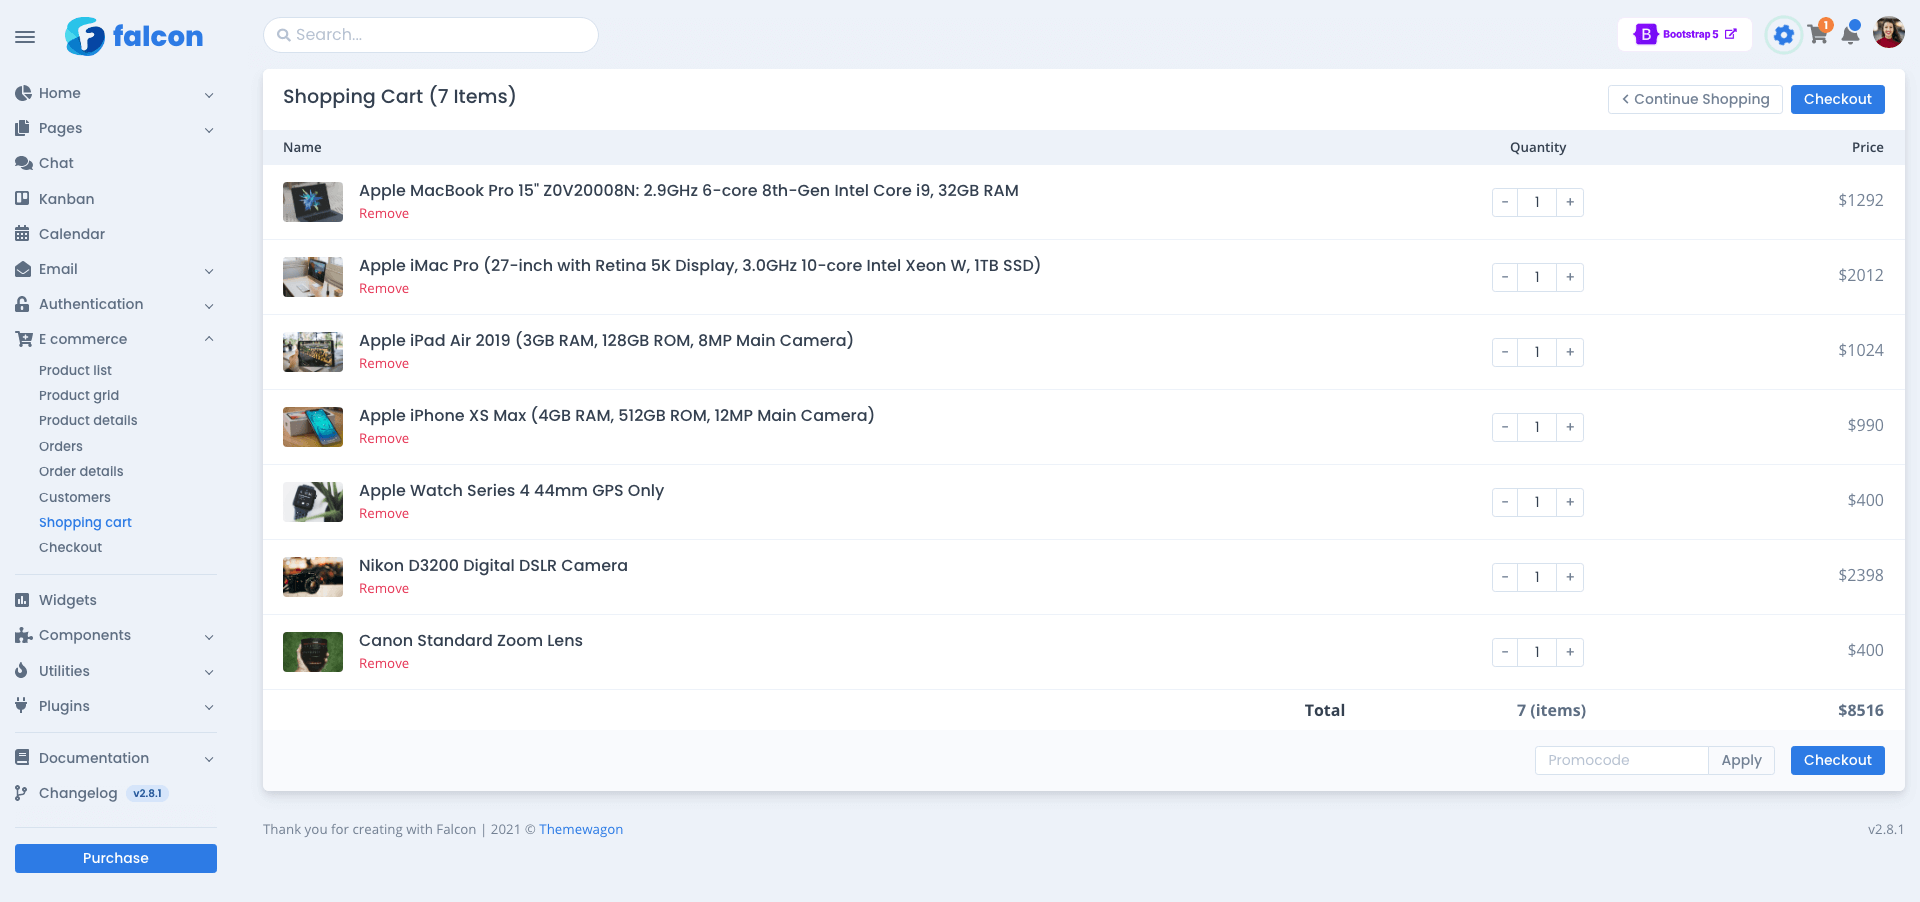 falcon
Search...
Bootstrap 5
1
Home
Pages
Chat
Kanban
Calendar
Email
Authentication
E commerce
Product list
Product grid
Product details
Orders
Order details
Customers
Shopping cart
Checkout
Widgets
Components
Utilities
Plugins
Documentation
Changelog v2.8.1
Purchase
Shopping Cart (7 Items)
Continue Shopping
Checkout
Name Quantity Price
Apple MacBook Pro 15" Z0V20008N: 2.9GHz 6-core 8th-Gen Intel Core i9, 32GB RAM
Remove
- 1 + $1292
Apple iMac Pro (27-inch with Retina 5K Display, 3.0GHz 10-core Intel Xeon W, 1TB SSD)
Remove
- 1 + $2012
Apple iPad Air 2019 (3GB RAM, 128GB ROM, 8MP Main Camera)
Remove
- 1 + $1024
Apple iPhone XS Max (4GB RAM, 512GB ROM, 12MP Main Camera)
Remove
- 1 + $990
Apple Watch Series 4 44mm GPS Only
Remove
- 1 + $400
Nikon D3200 Digital DSLR Camera
Remove
- 1 + $2398
Canon Standard Zoom Lens
Remove
- 1 + $400
Total 7 (items) $8516
Promocode Apply Checkout
Thank you for creating with Falcon | 2021 © Themewagon
v2.8.1